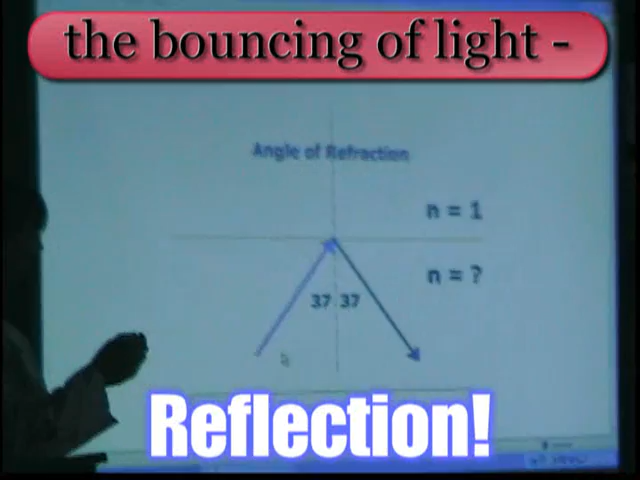 the bouncing of light -
Angle of Refraction
n = 1
n = ?
37 37
Reflection!